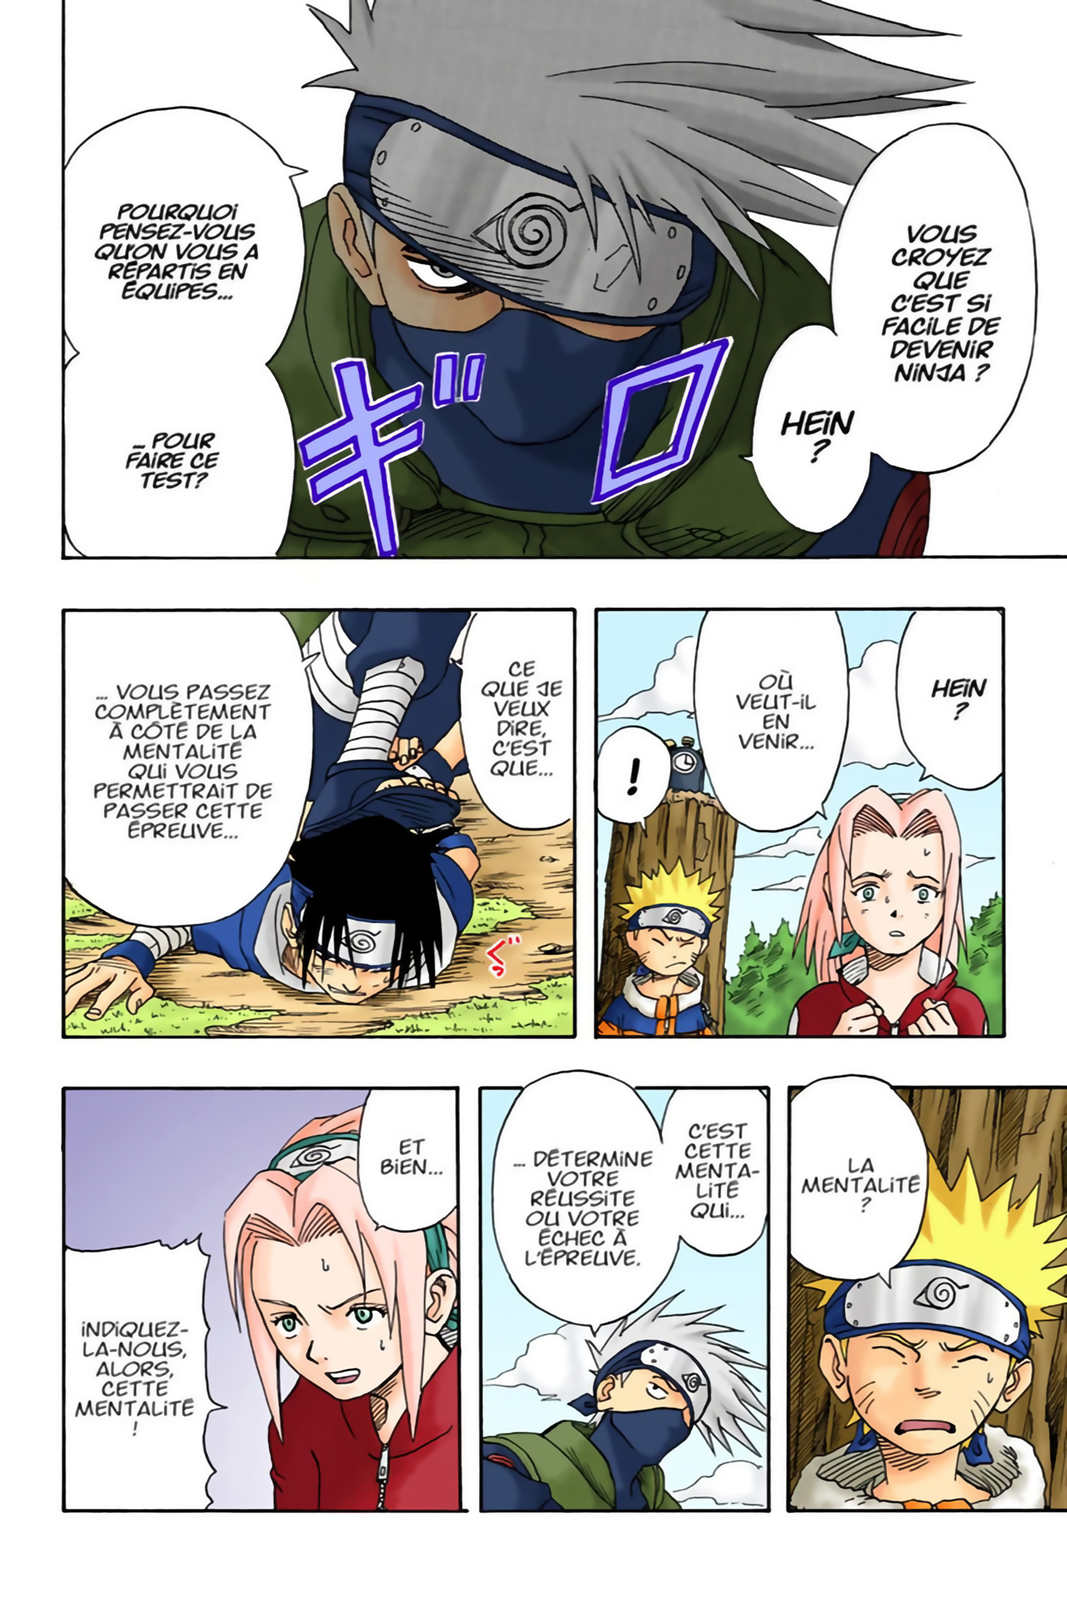 VOUS
CROYEZ
QUE
C'EST SI
FACILE DE
DEVENIR
NINJA ?
HEIN
?
POURQUOI
PENSEZ-VOUS
QU'ON VOUS A
RÉPARTIS EN
ÉQUIPES...
... POUR
FAIRE CE
TEST?
ギロ
HEIN
?
OÙ
VEUT-IL
EN
VENIR...
!
CE
QUE JE
VEUX
DIRE,
C'EST
QUE...
... VOUS PASSEZ
COMPLÈTEMENT
À CÔTÉ DE LA
MENTALITÉ
QUI VOUS
PERMETTRAIT DE
PASSER CETTE
ÉPREUVE...
ぐっ
LA
MENTALITÉ
?
C'EST
CETTE
MENTA-
LITÉ
QUI...
... DÉTERMINE
VOTRE
RÉUSSITE
OU VOTRE
ÉCHEC À
L'ÉPREUVE.
ET
BIEN...
INDIQUEZ-
LA-NOUS,
ALORS,
CETTE
MENTALITÉ
!